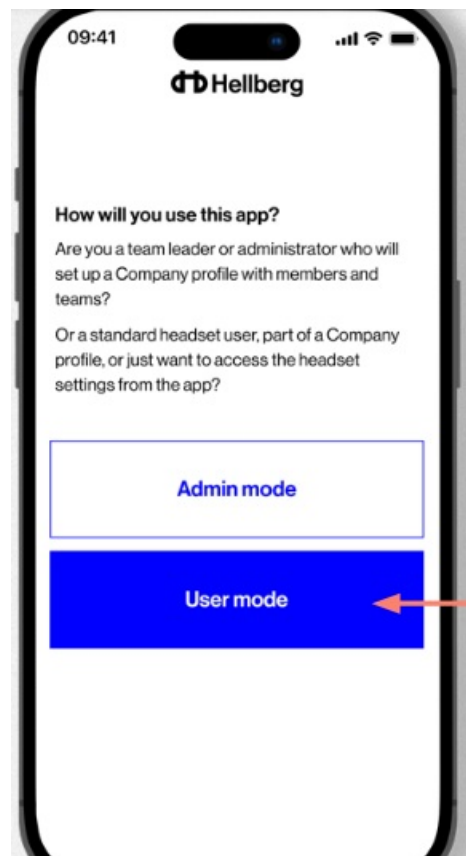 09:41
Hellberg
How will you use this app?
Are you a team leader or administrator who will
set up a Company profile with members and
teams?
Or a standard headset user, part of a Company
profile, or just want to access the headset
settings from the app?
Admin mode
User mode